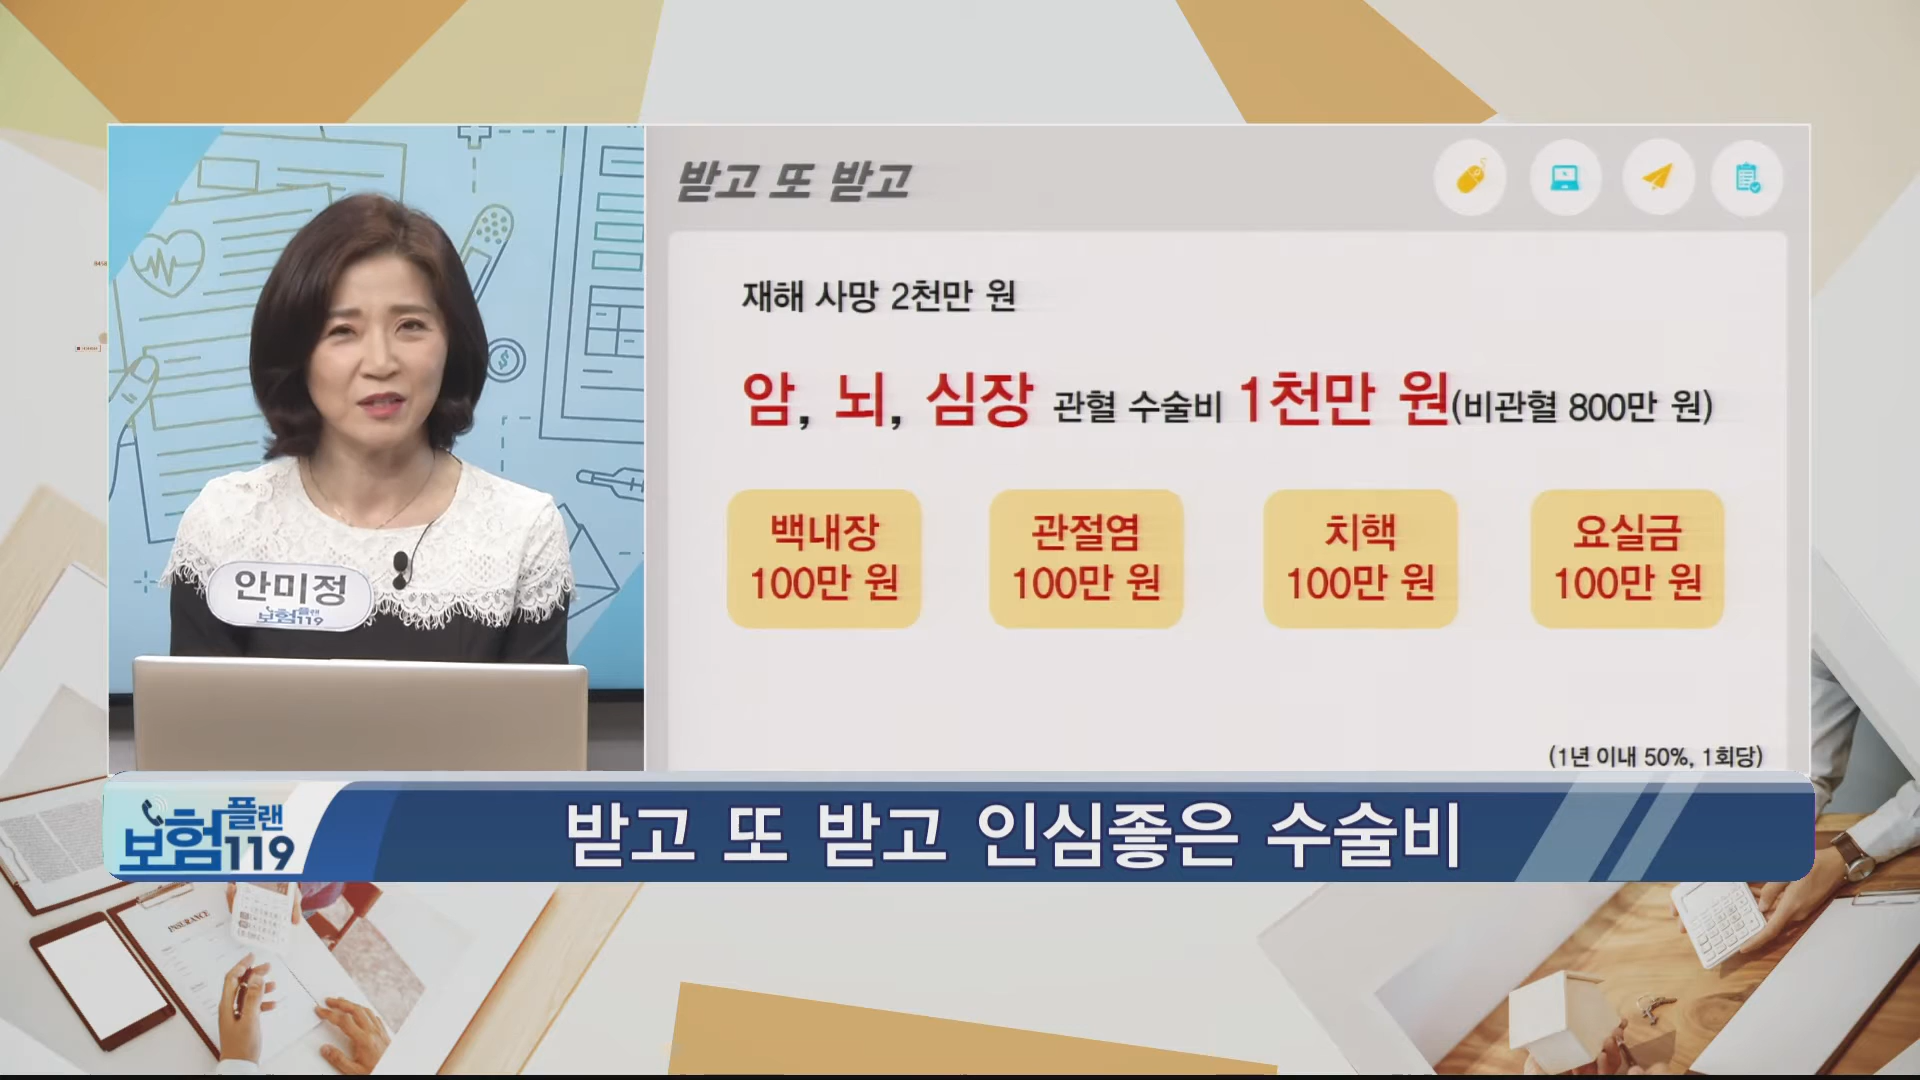 받고 또 받고
재해 사망 2천만 원
암, 뇌, 심장 관혈 수술비 1천만 원(비관혈 800만 원)
백내장
100만 원
관절염
100만 원
치핵
100만 원
요실금
100만 원
(1년 이내 50%, 1회당)
안미정
보험플랜119
보험플랜119
받고 또 받고 인심좋은 수술비
INSURANCE